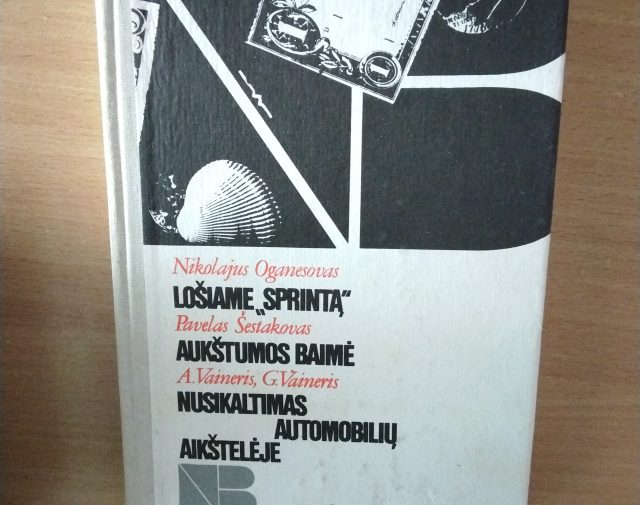 Nikolajus Oganesovas
LOŠIAME „SPRINTĄ“
Pavelas Šestakovas
AUKŠTUMOS BAIMĖ
A.Vaineris, G.Vaineris
NUSIKALTIMAS
AUTOMOBILIŲ
AIKŠTELĖJE